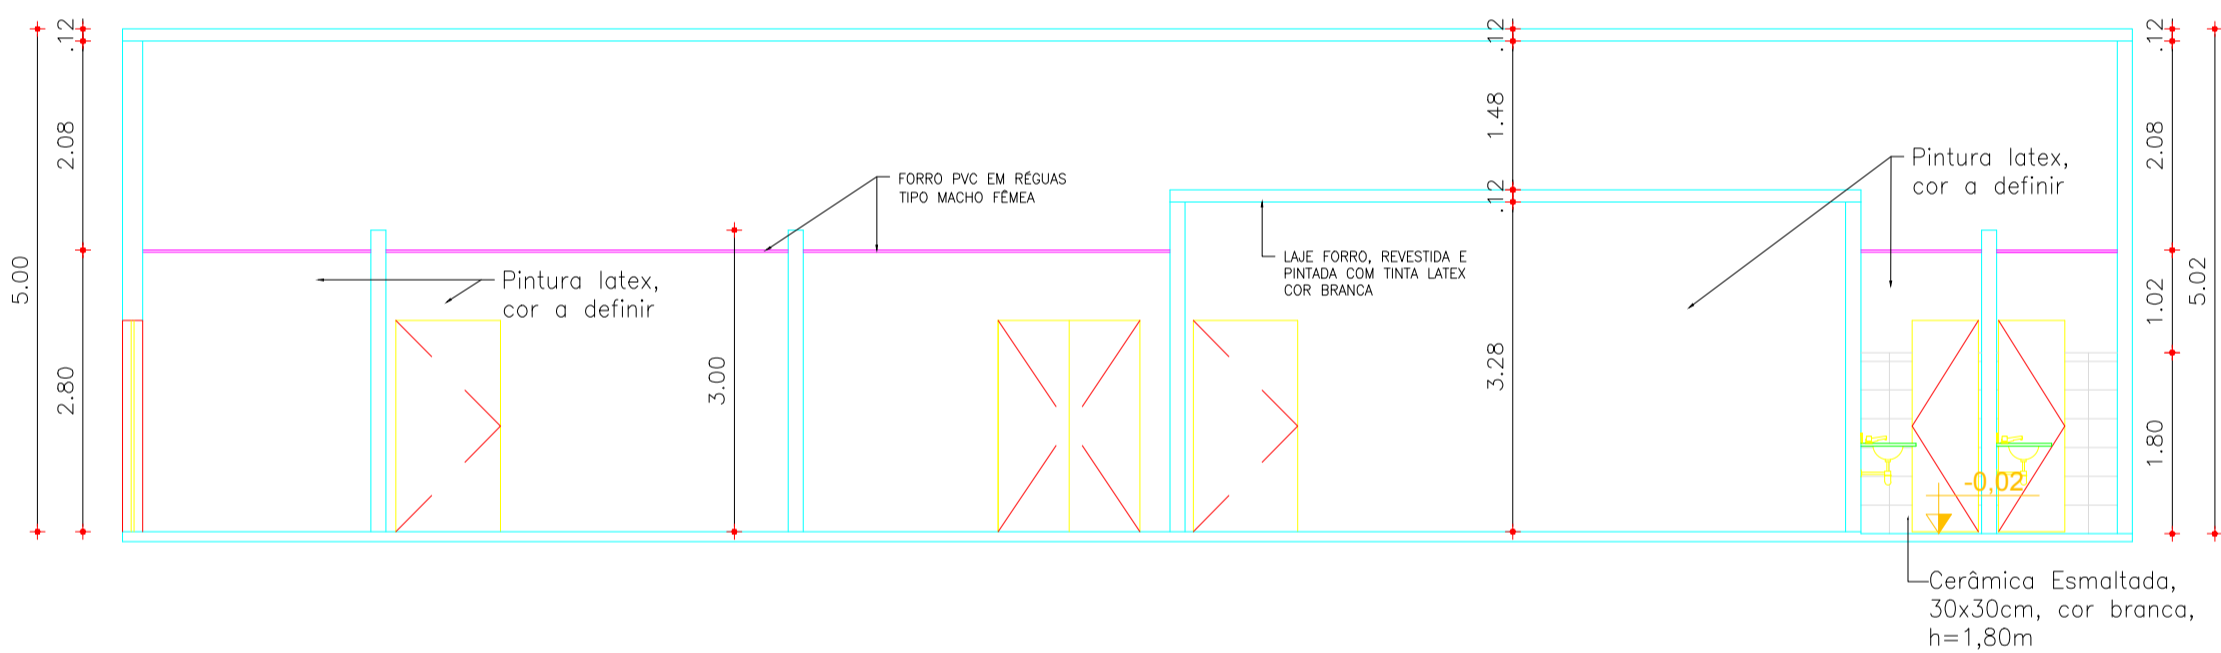 .12
2.08
5.00
2.80
FORRO PVC EM RÉGUAS
TIPO MACHO FÊMEA
Pintura latex,
cor a definir
3.00
.12
1.48
.12
3.28
LAJE FORRO, REVESTIDA E
PINTADA COM TINTA LATEX
COR BRANCA
Pintura latex,
cor a definir
.12
2.08
1.02
5.02
1.80
-0,02
Cerâmica Esmaltada,
30x30cm, cor branca,
h=1,80m